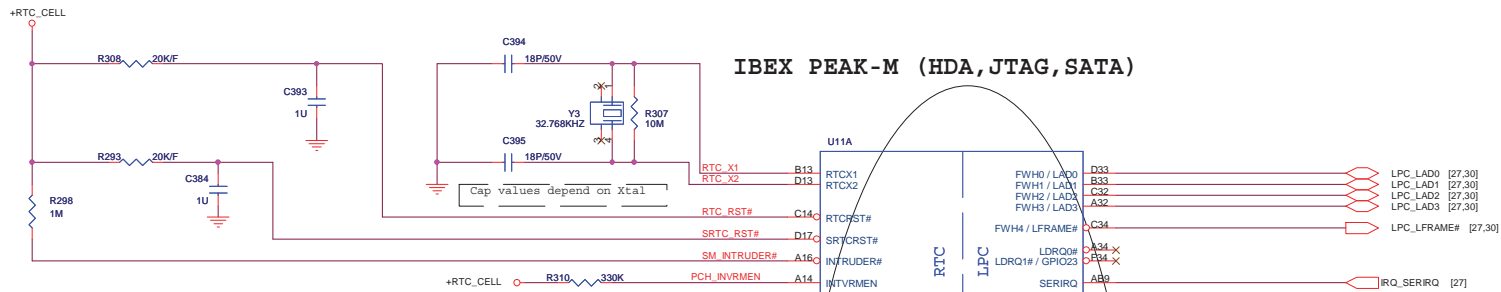 +RTC_CELL
R308 20K/F
C393
1U
R293 20K/F
C384
1U
R298
1M
C394
18P/50V
Y3
32.768KHZ
2 1
3 4
R307
10M
C395
18P/50V
Cap values depend on Xtal
IBEX PEAK-M (HDA,JTAG,SATA)
U11A
RTC_X1 B13 RTCX1
RTC_X2 D13 RTCX2
RTC_RST# C14 RTCRST#
SRTC_RST# D17 SRTCRST#
SM_INTRUDER# A16 INTRUDER#
+RTC_CELL R310 330K PCH_INVRMEN A14 INTVRMEN
RTC LPC
FWH0 / LAD0 D33 LPC_LAD0 [27,30]
FWH1 / LAD1 B33 LPC_LAD1 [27,30]
FWH2 / LAD2 C32 LPC_LAD2 [27,30]
FWH3 / LAD3 A32 LPC_LAD3 [27,30]
FWH4 / LFRAME# C34 LPC_LFRAME# [27,30]
LDRQ0# A34
LDRQ1# / GPIO23 F34
SERIRQ AB9 IRQ_SERIRQ [27]